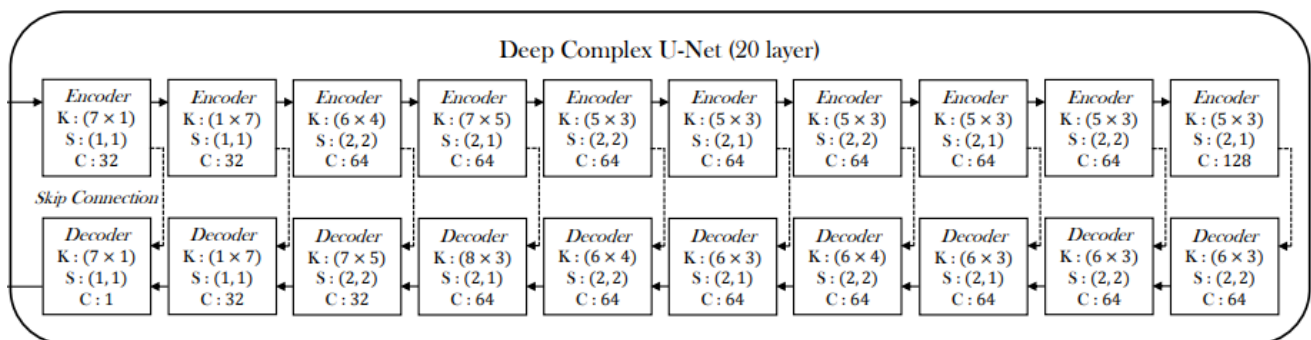 Deep Complex U-Net (20 layer)
Encoder
K : (7 × 1)
S : (1, 1)
C : 32
Encoder
K : (1 × 7)
S : (1, 1)
C : 32
Encoder
K : (6 × 4)
S : (2, 2)
C : 64
Encoder
K : (7 × 5)
S : (2, 1)
C : 64
Encoder
K : (5 × 3)
S : (2, 2)
C : 64
Encoder
K : (5 × 3)
S : (2, 1)
C : 64
Encoder
K : (5 × 3)
S : (2, 2)
C : 64
Encoder
K : (5 × 3)
S : (2, 1)
C : 64
Encoder
K : (5 × 3)
S : (2, 2)
C : 64
Encoder
K : (5 × 3)
S : (2, 1)
C : 128
Skip Connection
Decoder
K : (7 × 1)
S : (1, 1)
C : 1
Decoder
K : (1 × 7)
S : (1, 1)
C : 32
Decoder
K : (7 × 5)
S : (2, 2)
C : 32
Decoder
K : (8 × 3)
S : (2, 1)
C : 64
Decoder
K : (6 × 4)
S : (2, 2)
C : 64
Decoder
K : (6 × 3)
S : (2, 1)
C : 64
Decoder
K : (6 × 4)
S : (2, 2)
C : 64
Decoder
K : (6 × 3)
S : (2, 1)
C : 64
Decoder
K : (6 × 3)
S : (2, 2)
C : 64
Decoder
K : (6 × 3)
S : (2, 1)
C : 64